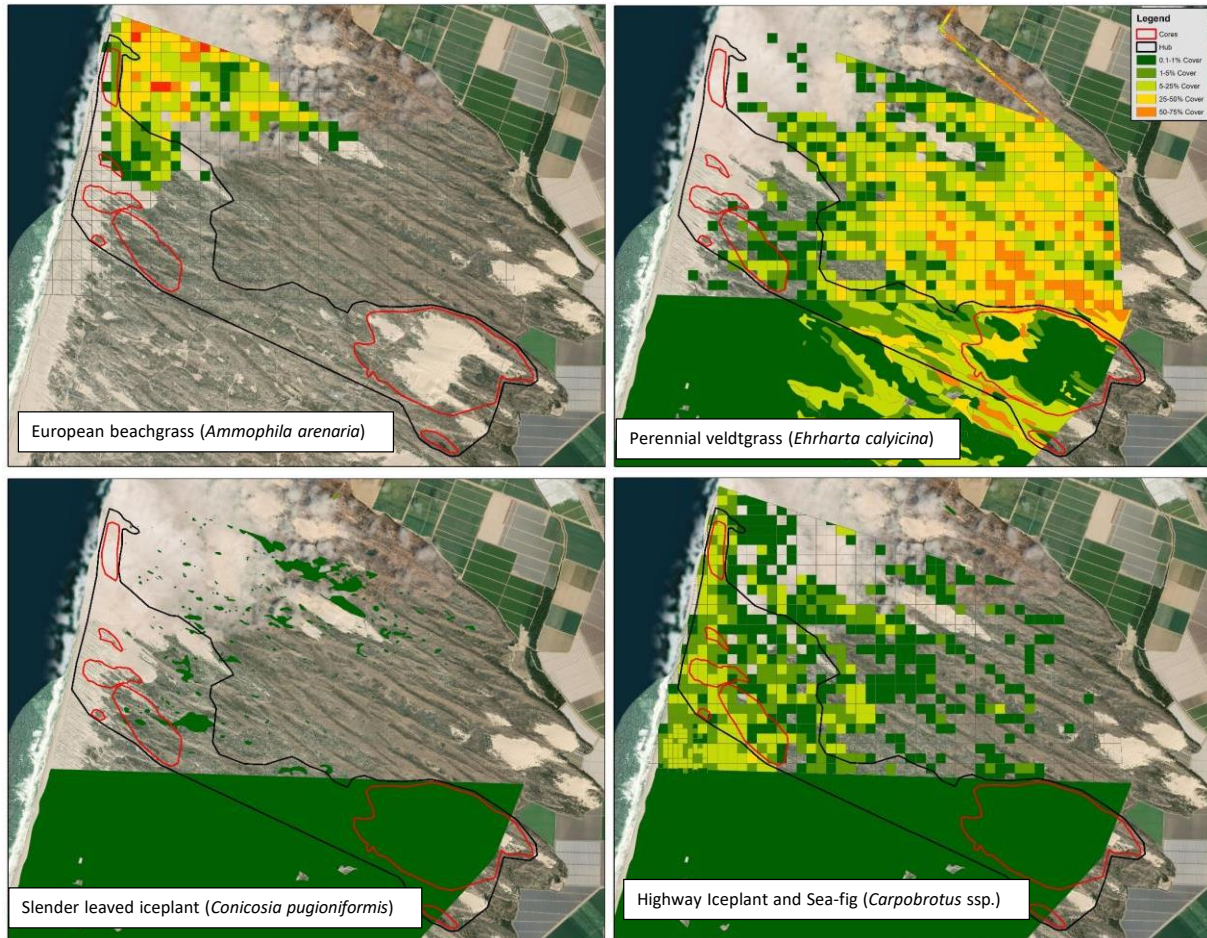 Legend
Cores
Hub
0.1-1% Cover
1-5% Cover
5-25% Cover
25-50% Cover
50-75% Cover
European beachgrass (Ammophila arenaria)
Perennial veldtgrass (Ehrharta calyicina)
Slender leaved iceplant (Conicosia pugioniformis)
Highway Iceplant and Sea-fig (Carpobrotus ssp.)